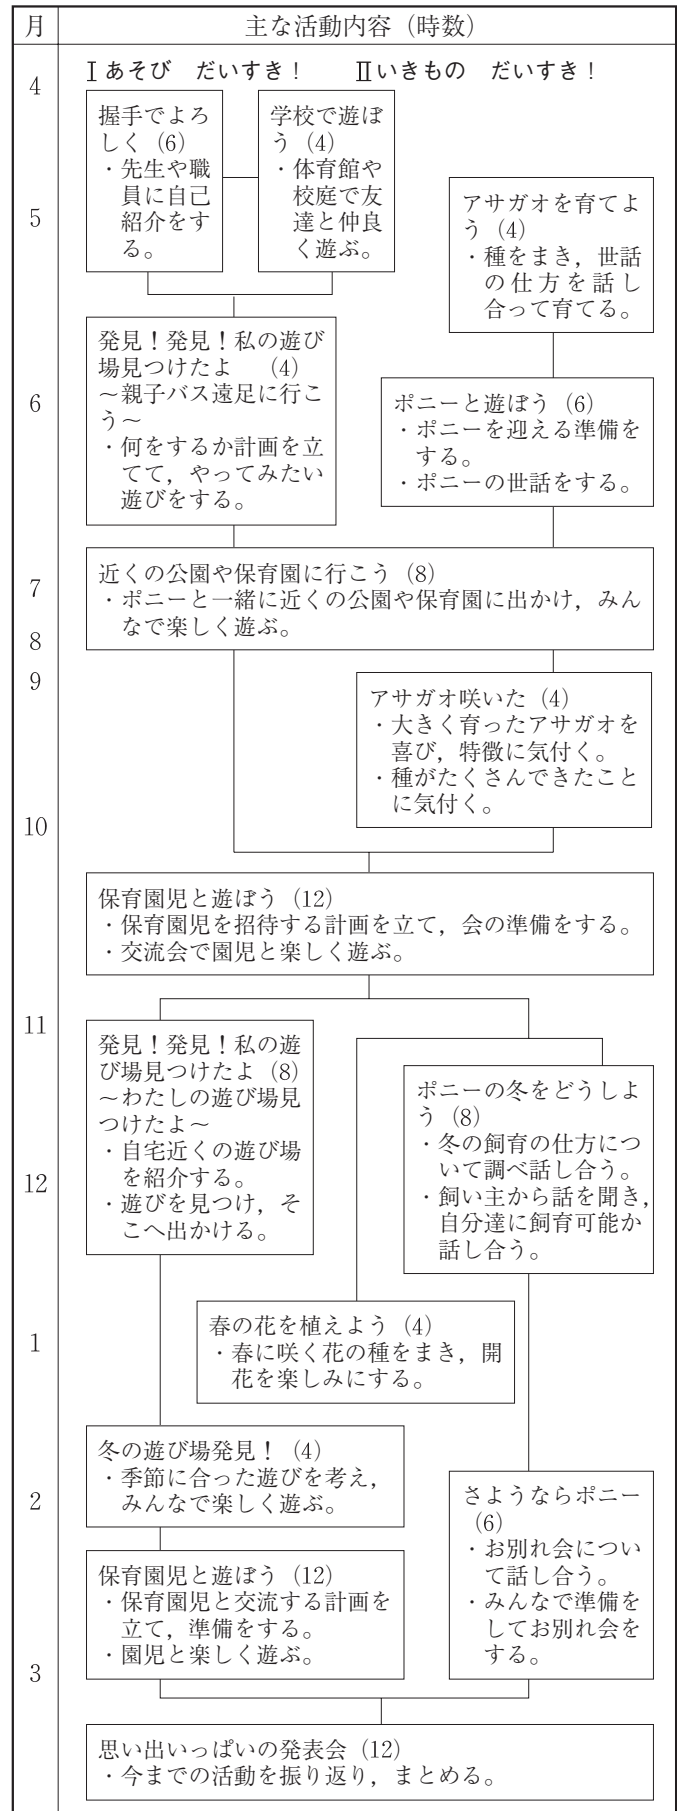 月
主な活動内容（時数）
4
Ⅰあそび　だいすき！　Ⅱいきもの　だいすき！
握手でよろ
しく（6）
・先生や職
員に自己
紹介をす
る。
学校で遊ぼ
う（4）
・体育館や
校庭で友
達と仲良
く遊ぶ。
5
アサガオを育てよ
う（4）
・種をまき，世話
の仕方を話し
合って育てる。
発見！発見！私の遊び
場見つけたよ　（4）
～親子バス遠足に行こ
う～
・何をするか計画を立
てて，やってみたい
遊びをする。
6
ポニーと遊ぼう（6）
・ポニーを迎える準備を
する。
・ポニーの世話をする。
7
近くの公園や保育園に行こう（8）
・ポニーと一緒に近くの公園や保育園に出かけ，みん
なで楽しく遊ぶ。
8
9
アサガオ咲いた（4）
・大きく育ったアサガオを
喜び，特徴に気付く。
・種がたくさんできたこと
に気付く。
10
保育園児と遊ぼう（12）
・保育園児を招待する計画を立て，会の準備をする。
・交流会で園児と楽しく遊ぶ。
11
発見！発見！私の遊
び場見つけたよ（8）
～わたしの遊び場見
つけたよ～
・自宅近くの遊び場
を紹介する。
・遊びを見つけ，そ
こへ出かける。
ポニーの冬をどうしよ
う（8）
・冬の飼育の仕方につ
いて調べ話し合う。
・飼い主から話を聞き，
自分達に飼育可能か
話し合う。
12
1
春の花を植えよう（4）
・春に咲く花の種をまき，開
花を楽しみにする。
冬の遊び場発見！（4）
・季節に合った遊びを考え，
みんなで楽しく遊ぶ。
2
さようならポニー
（6）
・お別れ会につい
て話し合う。
・みんなで準備を
してお別れ会を
する。
保育園児と遊ぼう（12）
・保育園児と交流する計画を
立て，準備をする。
・園児と楽しく遊ぶ。
3
思い出いっぱいの発表会（12）
・今までの活動を振り返り，まとめる。